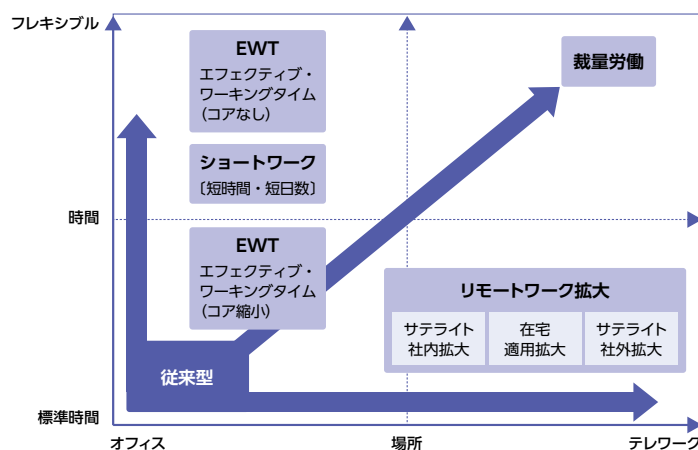 フレキシブル
EWT
エフェクティブ・
ワーキングタイム
（コアなし）
裁量労働
ショートワーク
〔短時間・短日数〕
時間
EWT
エフェクティブ・
ワーキングタイム
（コア縮小）
リモートワーク拡大
サテライト
社内拡大
在宅
適用拡大
サテライト
社外拡大
従来型
標準時間
オフィス
場所
テレワーク